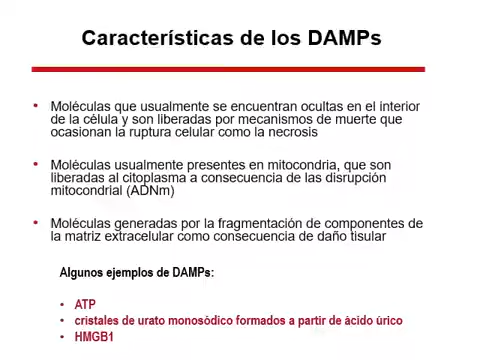 Características de los DAMPs
• Moléculas que usualmente se encuentran ocultas en el interior
de la célula y son liberadas por mecanismos de muerte que
ocasionan la ruptura celular como la necrosis
• Moléculas usualmente presentes en mitocondria, que son
liberadas al citoplasma a consecuencia de las disrupción
mitocondrial (ADNm)
• Moléculas generadas por la fragmentación de componentes de
la matriz extracelular como consecuencia de daño tisular
Algunos ejemplos de DAMPs:
• ATP
• cristales de urato monosódico formados a partir de ácido úrico
• HMGB1